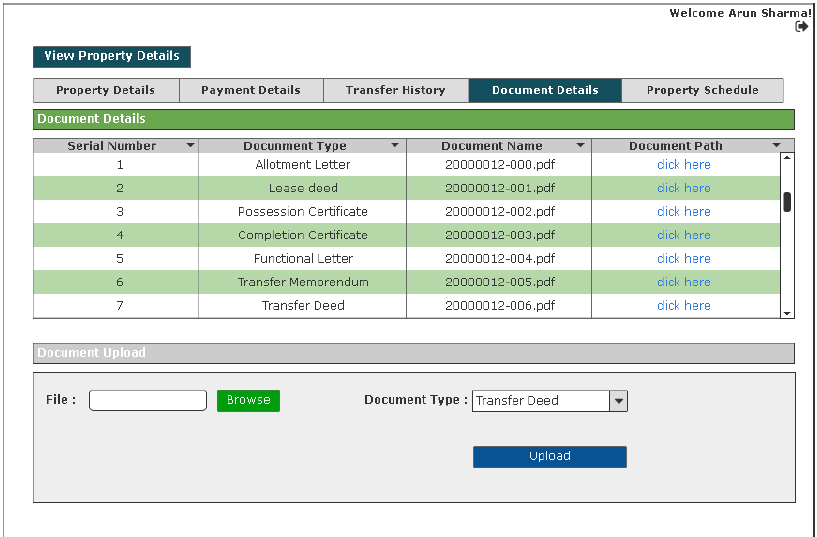 Welcome Arun Sharma!
View Property Details
Property Details Payment Details Transfer History Document Details Property Schedule
Document Details
Serial Number Docunment Type Document Name Document Path
1 Allotment Letter 20000012-000.pdf click here
2 Lease deed 20000012-001.pdf click here
3 Possession Certificate 20000012-002.pdf click here
4 Completion Certificate 20000012-003.pdf click here
5 Functional Letter 20000012-004.pdf click here
6 Transfer Memorendum 20000012-005.pdf click here
7 Transfer Deed 20000012-006.pdf click here
Document Upload
File : Browse Document Type : Transfer Deed
Upload